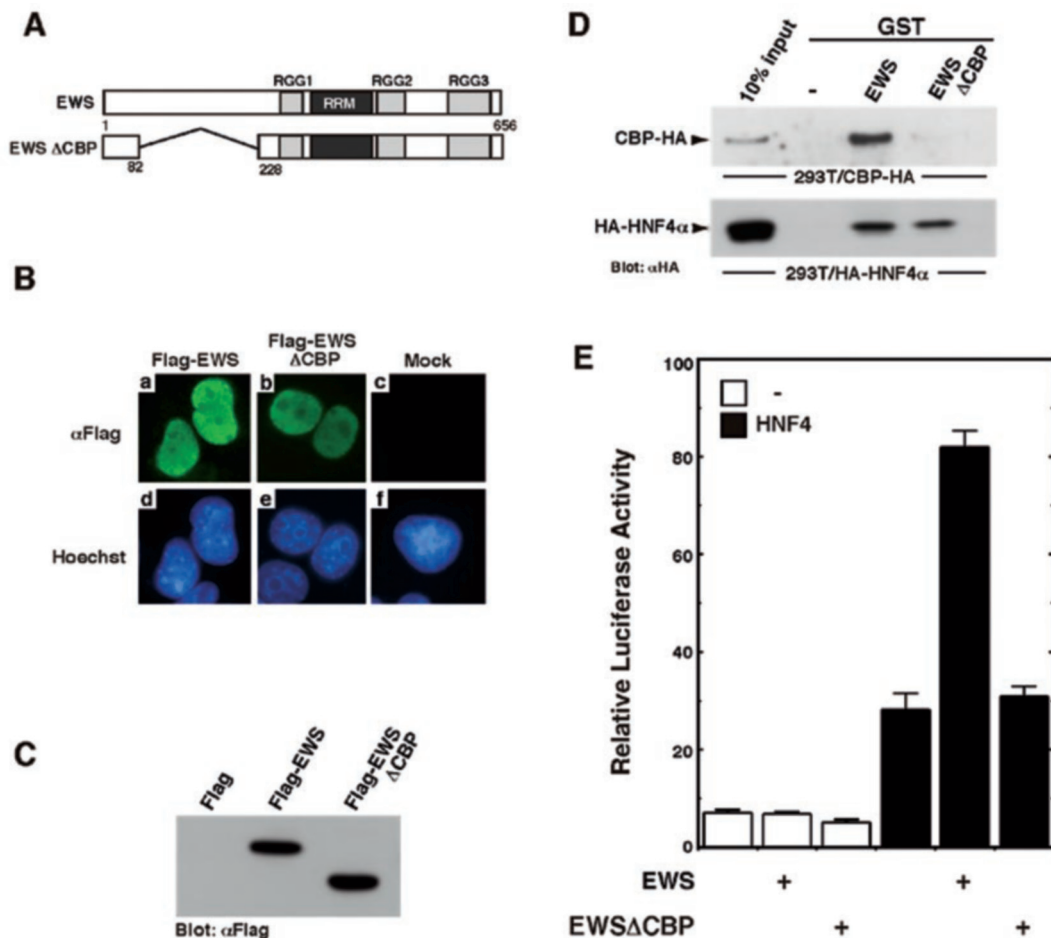 A
RGG1 RGG2 RGG3
EWS RRM
1 656
EWS ΔCBP
82 228
B
Flag-EWS Flag-EWS ΔCBP Mock
a b c
αFlag
d e f
Hoechst
C
Flag Flag-EWS Flag-EWS ΔCBP
Blot: αFlag
D
GST
10% input - EWS EWS ΔCBP
CBP-HA
293T/CBP-HA
HA-HNF4α
Blot: αHA 293T/HA-HNF4α
E
100
-
HNF4
80
60
40
20
0
Relative Luciferase Activity
EWS + +
EWSΔCBP + +